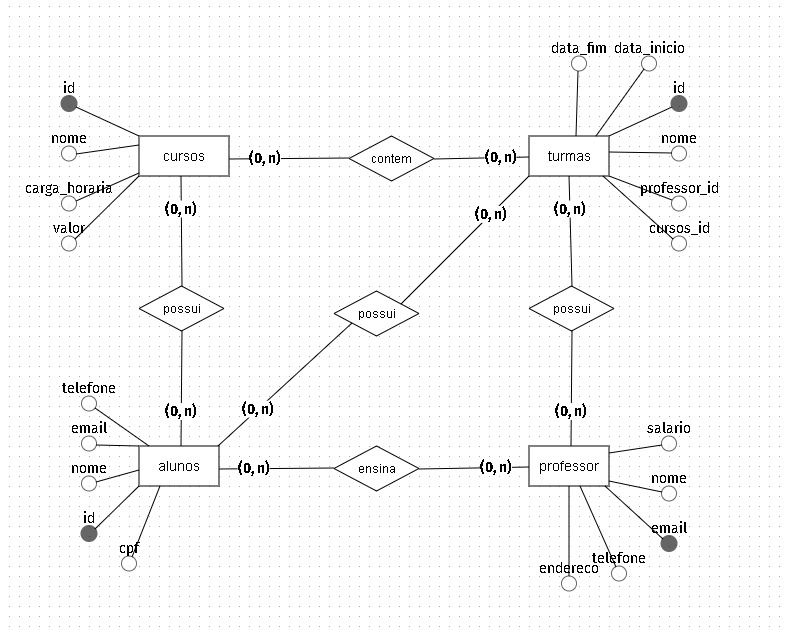 data_fim
data_inicio
id
id
nome
nome
cursos
(0, n)
contem
(0, n)
turmas
carga_horaria
professor_id
valor
cursos_id
(0, n)
(0, n)
(0, n)
possui
possui
possui
telefone
(0, n)
(0, n)
(0, n)
email
salario
nome
alunos
(0, n)
ensina
(0, n)
professor
nome
id
email
cpf
endereco
telefone